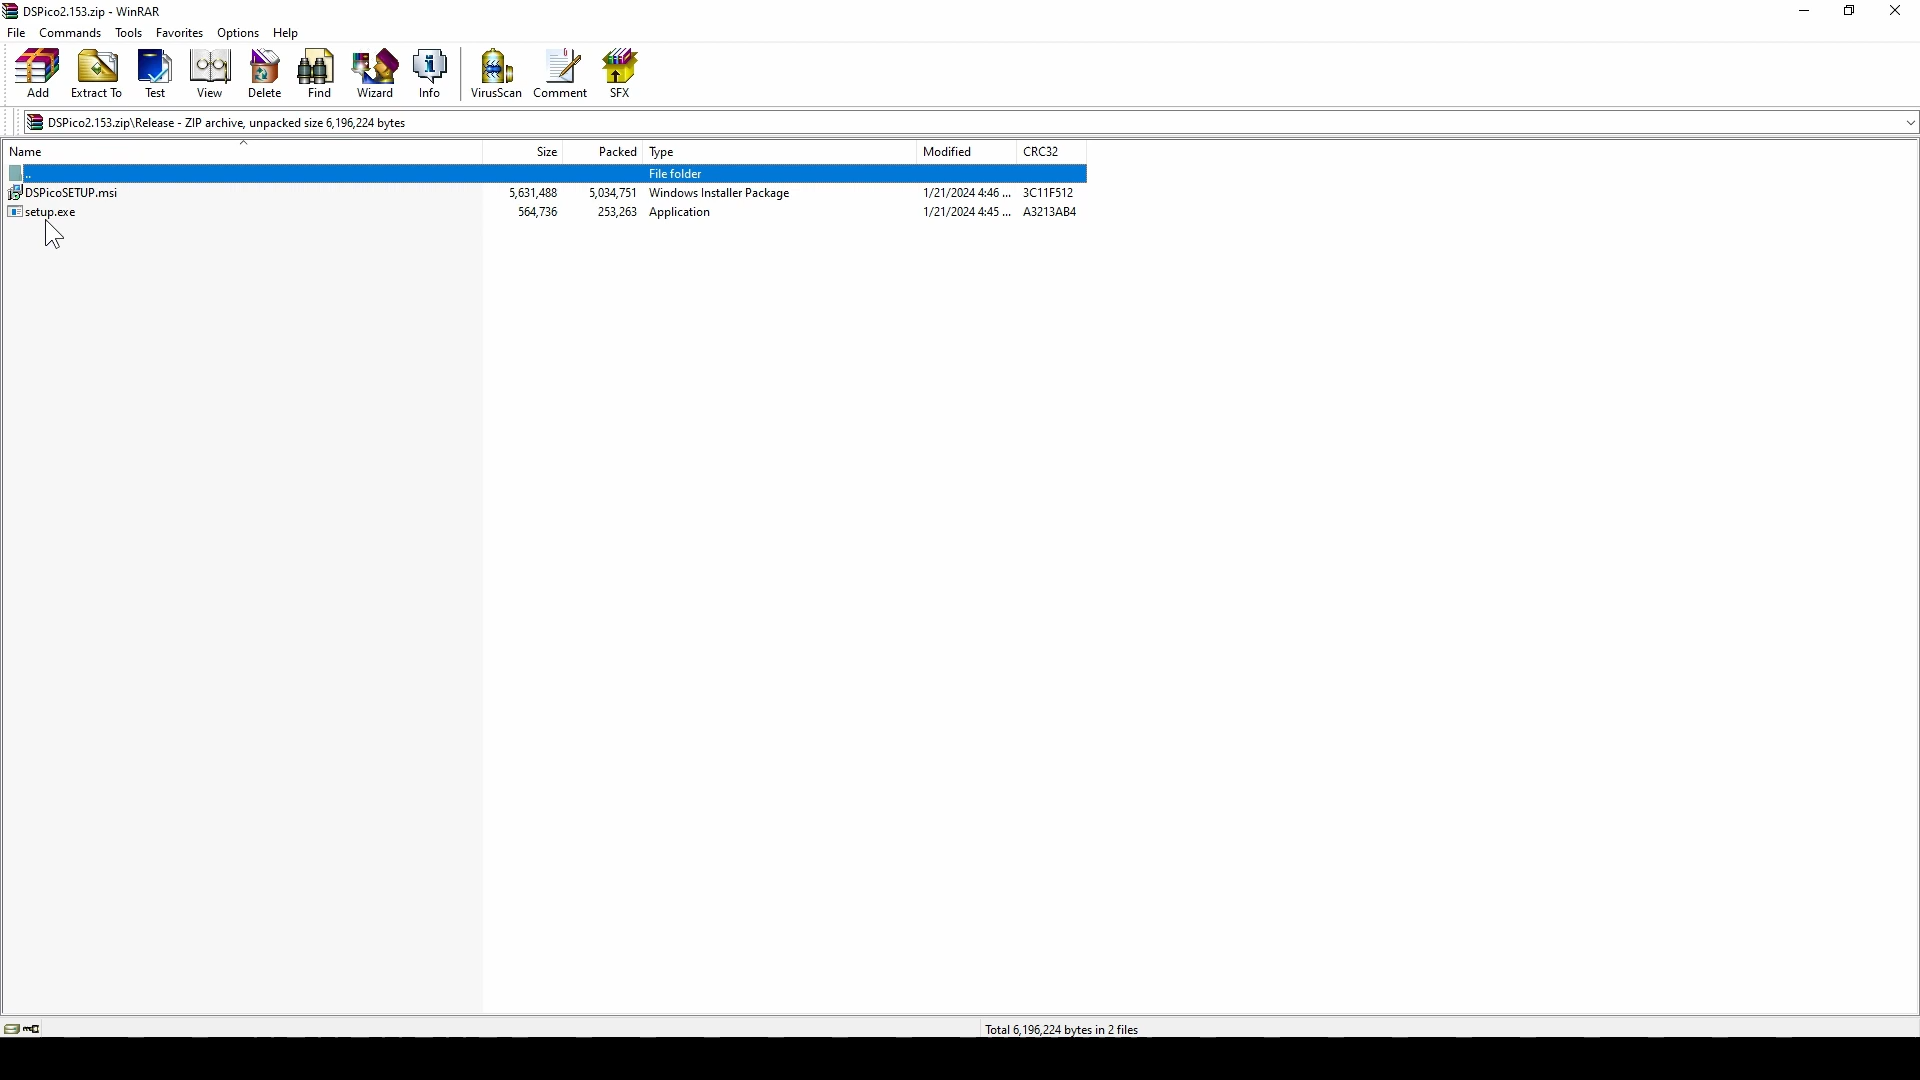 DSPico2.153.zip - WinRAR
File Commands Tools Favorites Options Help
Add Extract To Test View Delete Find Wizard Info VirusScan Comment SFX
DSPico2.153.zip\Release - ZIP archive, unpacked size 6,196,224 bytes
Name Size Packed Type Modified CRC32
.. File folder
DSPicoSETUP.msi 5,631,488 5,034,751 Windows Installer Package 1/21/2024 4:46 ... 3C11F512
setup.exe 564,736 253,263 Application 1/21/2024 4:45 ... A3213AB4
Total 6,196,224 bytes in 2 files